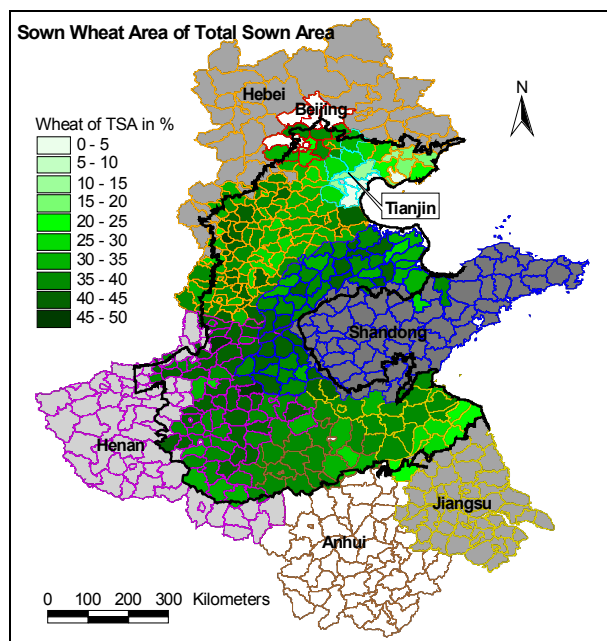 Sown Wheat Area of Total Sown Area
Hebei
Beijing
N
Wheat of TSA in %
0 - 5
5 - 10
10 - 15
15 - 20
20 - 25
25 - 30
30 - 35
35 - 40
40 - 45
45 - 50
Tianjin
Shandong
Henan
Jiangsu
Anhui
0 100 200 300 Kilometers